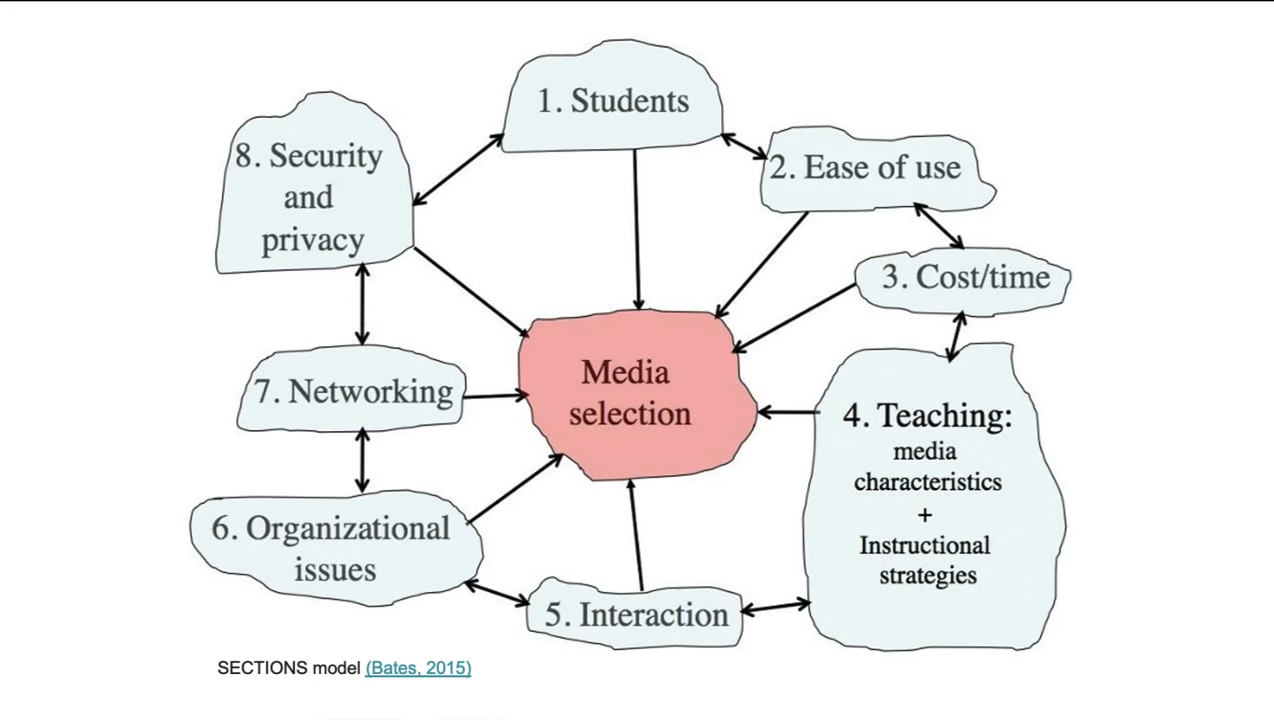 1. Students
2. Ease of use
3. Cost/time
4. Teaching:
media
characteristics
+
Instructional
strategies
5. Interaction
6. Organizational
issues
7. Networking
8. Security
and
privacy
Media
selection
SECTIONS model (Bates, 2015)